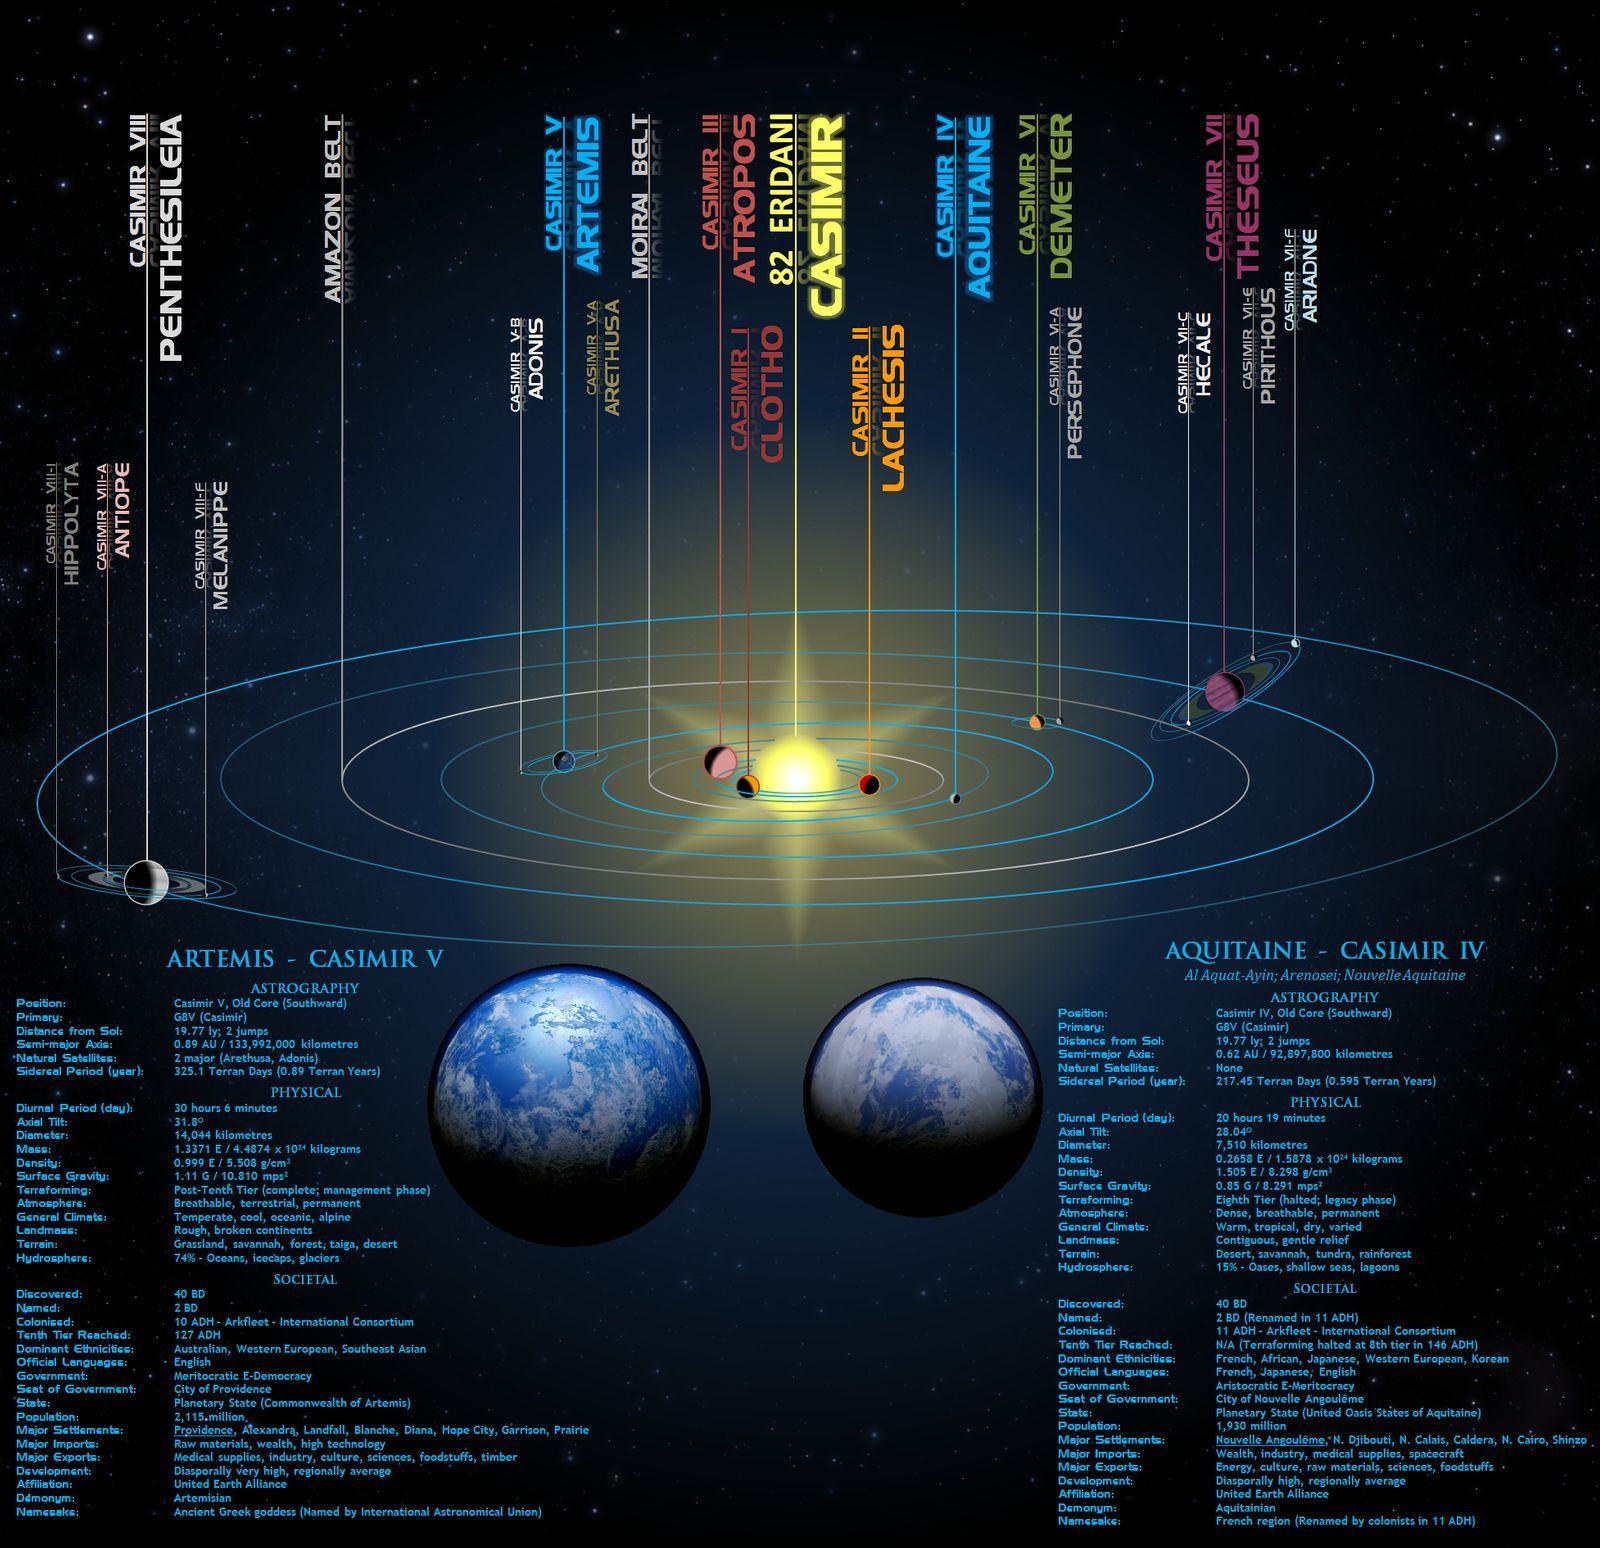 CASIMIR VIII
PENTHESILEIA
AMAZON BELT
CASIMIR V
ARTEMIS
MOIRAI BELT
CASIMIR III
ATROPOS
82 ERIDANI
CASIMIR
CASIMIR IV
AQUITAINE
CASIMIR VI
DEMETER
CASIMIR VII
THESEUS
CASIMIR VII-F
ARIADNE
CASIMIR V-B
ADONIS
CASIMIR V-A
ARETHUSA
CASIMIR I
CLOTHO
CASIMIR II
LACHESIS
CASIMIR VI-A
PERSEPHONE
CASIMIR VII-C
HECALE
CASIMIR VII-E
PIRITHOUS
CASIMIR VIII-I
HIPPOLYTA
CASIMIR VIII-A
ANTIOPE
CASIMIR VIII-F
MELANIPPE
ARTEMIS - CASIMIR V
ASTROGRAPHY
Position: Casimir V, Old Core (Southward)
Primary: G8V (Casimir)
Distance from Sol: 19.77 ly; 2 jumps
Semi-major Axis: 0.89 AU / 133,992,000 kilometres
Natural Satellites: 2 major (Arethusa, Adonis)
Sidereal Period (year): 325.1 Terran Days (0.89 Terran Years)
PHYSICAL
Diurnal Period (day): 30 hours 6 minutes
Axial Tilt: 31.8º
Diameter: 14,044 kilometres
Mass: 1.3371 E / 4.4874 x 10²⁴ kilograms
Density: 0.999 E / 5.508 g/cm³
Surface Gravity: 1.11 G / 10.810 mps²
Terraforming: Post-Tenth Tier (complete; management phase)
Atmosphere: Breathable, terrestrial, permanent
General Climate: Temperate, cool, oceanic, alpine
Landmass: Rough, broken continents
Terrain: Grassland, savannah, forest; taiga, desert
Hydrosphere: 74% - Oceans, icecaps, glaciers
SOCIETAL
Discovered: 40 BD
Named: 2 BD
Colonised: 10 ADH - Arkfleet - International Consortium
Tenth Tier Reached: 127 ADH
Dominant Ethnicities: Australian, Western European, Southeast Asian
Official Languages: English
Government: Meritocratic E-Democracy
Seat of Government: City of Providence
State: Planetary State (Commonwealth of Artemis)
Population: 2,115 million
Major Settlements: Providence, Alexandra, Landfall, Blanche, Diana, Hope City, Garrison, Prairie
Major Imports: Raw materials, wealth, high technology
Major Exports: Medical supplies, industry, culture, sciences, foodstuffs, timber
Development: Diasporally very high, regionally average
Affiliation: United Earth Alliance
Demonym: Artemisian
Namesake: Ancient Greek goddess (Named by International Astronomical Union)
AQUITAINE - CASIMIR IV
Al Aquat-Ayin; Arenosei; Nouvelle Aquitaine
ASTROGRAPHY
Position: Casimir IV, Old Core (Southward)
Primary: G8V (Casimir)
Distance from Sol: 19.77 ly; 2 jumps
Semi-major Axis: 0.62 AU / 92,897,800 kilometres
Natural Satellites: None
Sidereal Period (year): 217.45 Terran Days (0.595 Terran Years)
PHYSICAL
Diurnal Period (day): 20 hours 19 minutes
Axial Tilt: 28.04º
Diameter: 7,510 kilometres
Mass: 0.2658 E / 1.5878 x 10²⁴ kilograms
Density: 1.505 E / 8.298 g/cm³
Surface Gravity: 0.85 G / 8.291 mps²
Terraforming: Eighth Tier (halted; legacy phase)
Atmosphere: Dense, breathable, permanent
General Climate: Warm, tropical, dry, varied
Landmass: Contiguous, gentle relief
Terrain: Desert, savannah, tundra, rainforest
Hydrosphere: 15% - Oases, shallow seas, lagoons
SOCIETAL
Discovered: 40 BD
Named: 2 BD (Renamed in 11 ADH)
Colonised: 11 ADH - Arkfleet - International Consortium
Tenth Tier Reached: N/A (Terraforming halted at 8th tier in 146 ADH)
Dominant Ethnicities: French, African, Japanese, Western European, Korean
Official Languages: French, Japanese, English
Government: Aristocratic E-Meritocracy
Seat of Government: City of Nouvelle Angoulême
State: Planetary State (United Oasis States of Aquitaine)
Population: 1,930 million
Major Settlements: Nouvelle Angoulême, N. Djibouti, N. Calais, Caldera, N. Cairo, Shinzo
Major Imports: Wealth, industry, medical supplies, spacecraft
Major Exports: Energy, culture, raw materials, sciences, foodstuffs
Development: Diasporally high, regionally average
Affiliation: United Earth Alliance
Demonym: Aquitainian
Namesake: French region (Renamed by colonists in 11 ADH)